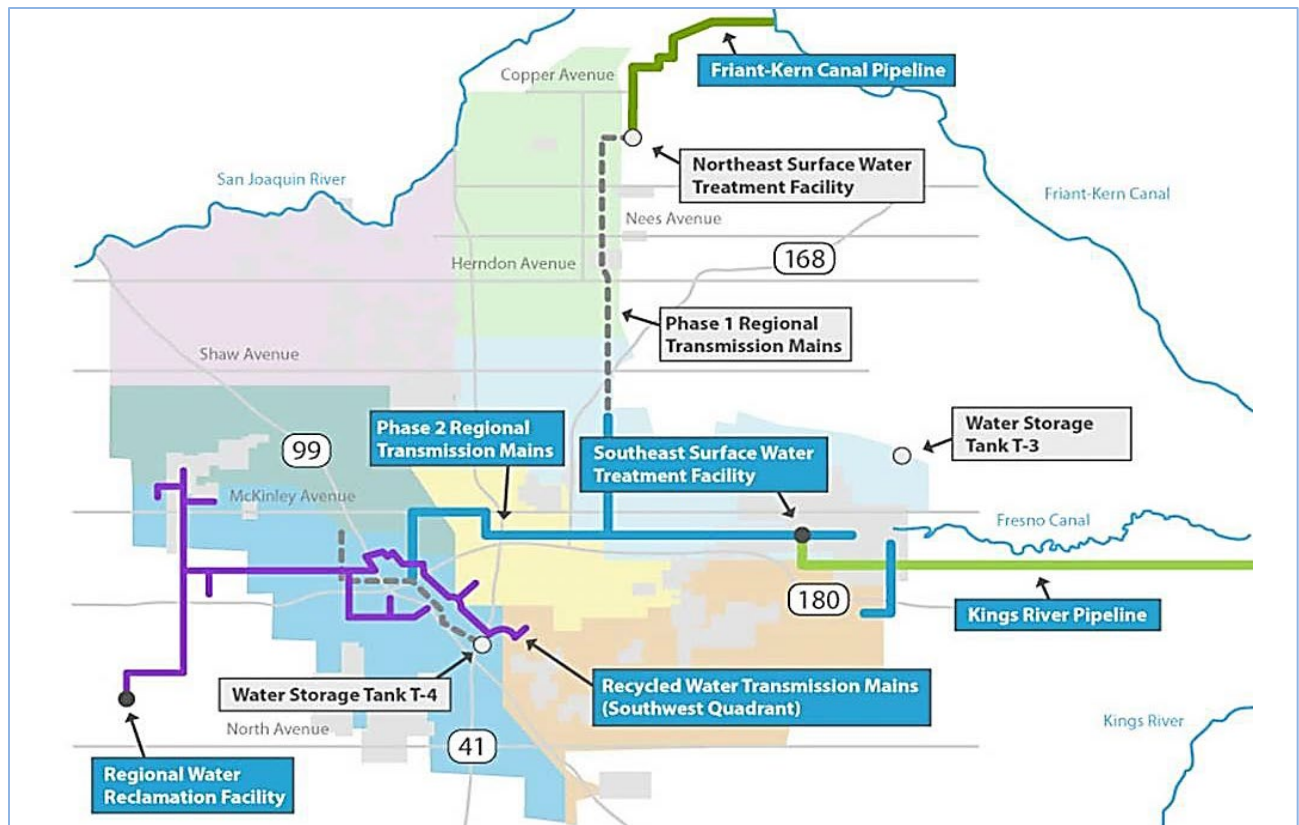 Copper Avenue
Friant-Kern Canal Pipeline
San Joaquin River
Northeast Surface Water
Treatment Facility
Friant-Kern Canal
Nees Avenue
Herndon Avenue
168
Phase 1 Regional
Transmission Mains
Shaw Avenue
99
Phase 2 Regional
Transmission Mains
Southeast Surface Water
Treatment Facility
Water Storage
Tank T-3
McKinley Avenue
Fresno Canal
180
Kings River Pipeline
Water Storage Tank T-4
Recycled Water Transmission Mains
(Southwest Quadrant)
North Avenue
41
Kings River
Regional Water
Reclamation Facility